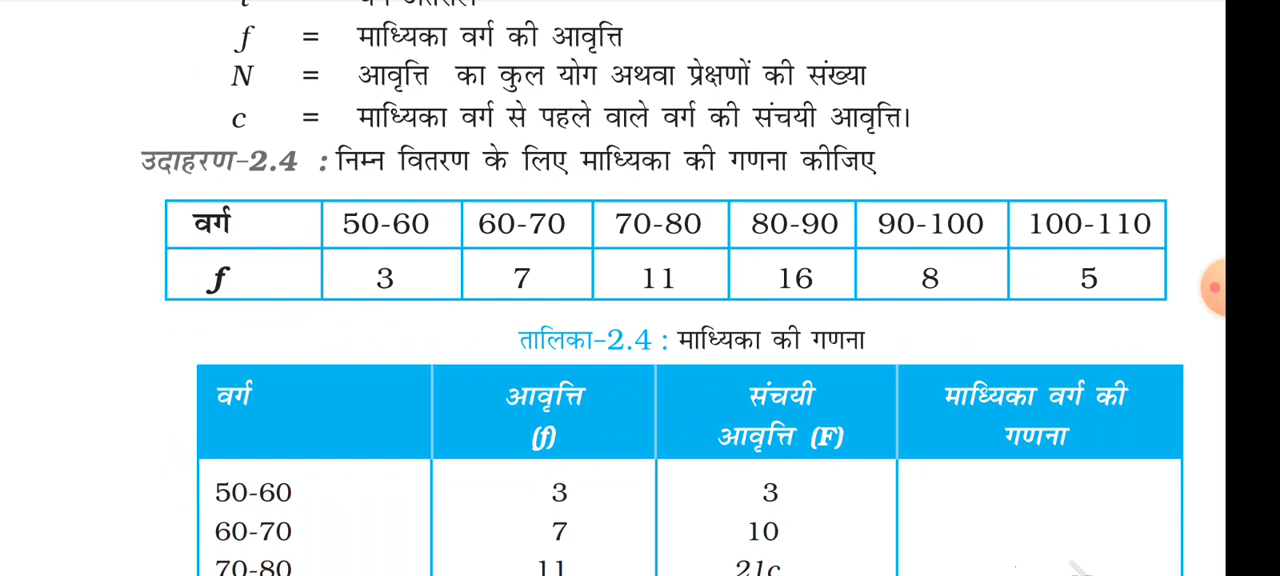 f = माध्यिका वर्ग की आवृत्ति
N = आवृत्ति का कुल योग अथवा प्रेक्षणों की संख्या
c = माध्यिका वर्ग से पहले वाले वर्ग की संचयी आवृत्ति।
उदाहरण-2.4 : निम्न वितरण के लिए माध्यिका की गणना कीजिए
वर्ग 50-60 60-70 70-80 80-90 90-100 100-110
f 3 7 11 16 8 5
तालिका-2.4 : माध्यिका की गणना
वर्ग आवृत्ति संचयी माध्यिका वर्ग की
(f) आवृत्ति (F) गणना
50-60 3 3
60-70 7 10
70-80 11 21c